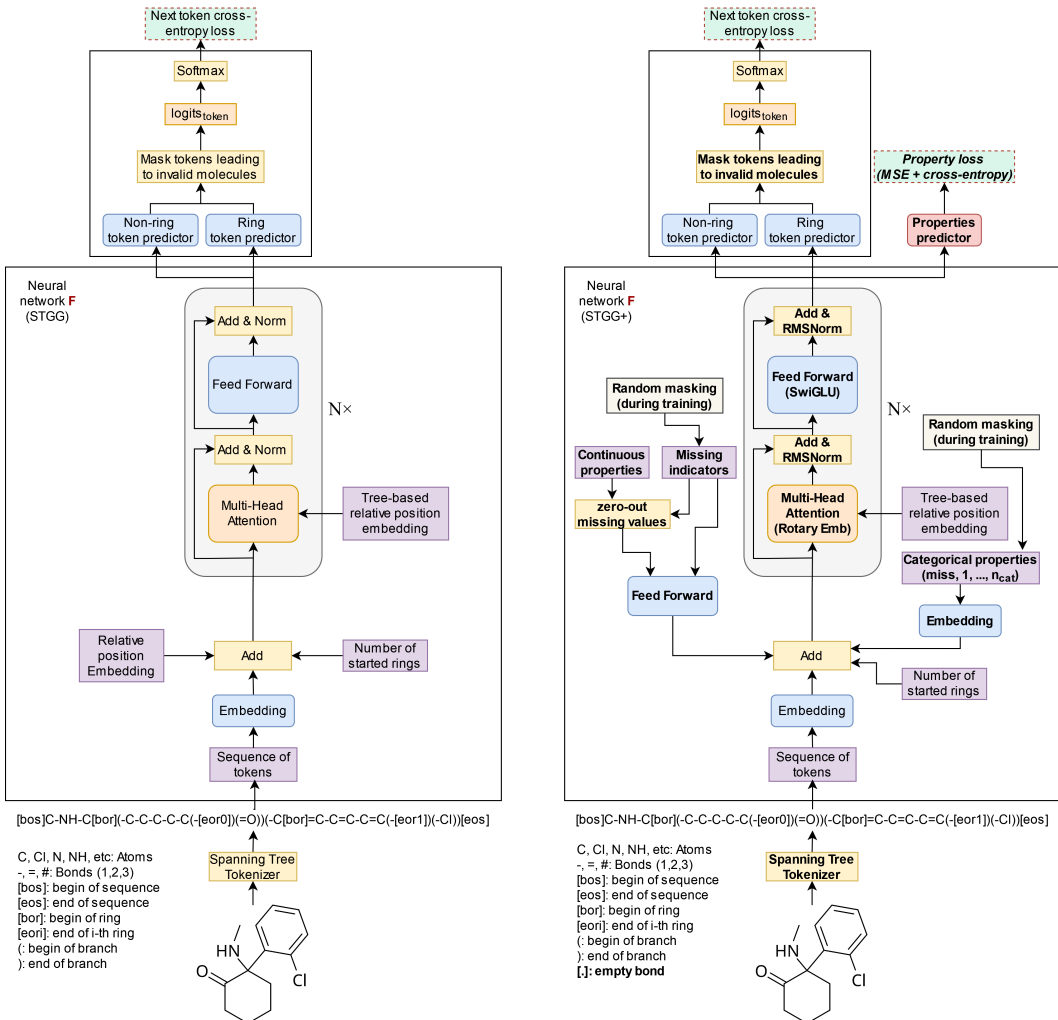 Next token cross-
entropy loss
Softmax
logits_token
Mask tokens leading
to invalid molecules
Non-ring
token predictor
Ring
token predictor
Neural
network F
(STGG)
Add & Norm
Feed Forward
N×
Add & Norm
Multi-Head
Attention
Tree-based
relative position
embedding
Relative
position
Embedding
Add
Number of
started rings
Embedding
Sequence of
tokens
[bos]C-NH-C[bor](-C-C-C-C-C(-[eor0])(=O))(-C[bor]=C-C=C-C=C(-[eor1])(-Cl))[eos]
C, Cl, N, NH, etc: Atoms
-, =, #: Bonds (1,2,3)
[bos]: begin of sequence
[eos]: end of sequence
[bor]: begin of ring
[eori]: end of i-th ring
(: begin of branch
): end of branch
Spanning Tree
Tokenizer
HN
O
Cl
Next token cross-
entropy loss
Softmax
logits_token
Mask tokens leading
to invalid molecules
Property loss
(MSE + cross-entropy)
Non-ring
token predictor
Ring
token predictor
Properties
predictor
Neural
network F
(STGG+)
Add &
RMSNorm
Feed Forward
(SwiGLU)
N×
Random masking
(during training)
Random masking
(during training)
Add &
RMSNorm
Continuous
properties
Missing
indicators
Multi-Head
Attention
(Rotary Emb)
Tree-based
relative position
embedding
zero-out
missing values
Categorical properties
(miss, 1, ..., n_cat)
Feed Forward
Embedding
Add
Number of
started rings
Embedding
Sequence of
tokens
[bos]C-NH-C[bor](-C-C-C-C-C(-[eor0])(=O))(-C[bor]=C-C=C-C=C(-[eor1])(-Cl))[eos]
C, Cl, N, NH, etc: Atoms
-, =, #: Bonds (1,2,3)
[bos]: begin of sequence
[eos]: end of sequence
[bor]: begin of ring
[eori]: end of i-th ring
(: begin of branch
): end of branch
[.]: empty bond
Spanning Tree
Tokenizer
HN
O
Cl